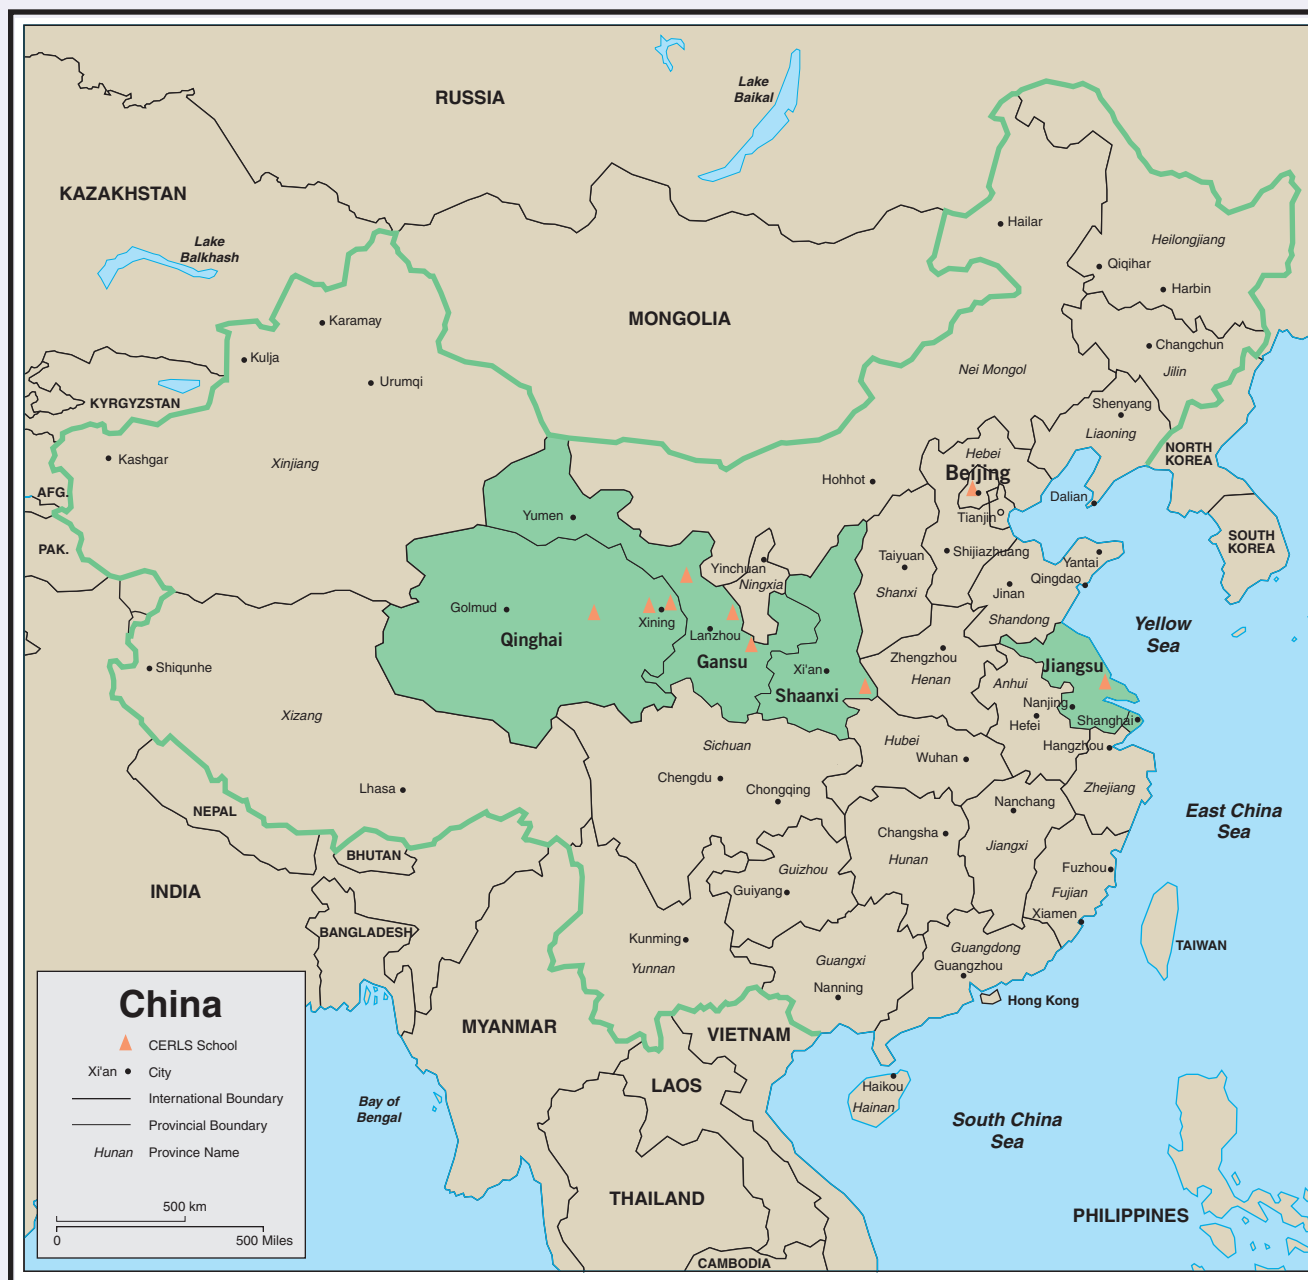 RUSSIA
Lake
Baikal
KAZAKHSTAN
Lake
Balkhash
Hailar
Heilongjiang
Qiqihar
Harbin
Karamay
MONGOLIA
Kulja
Changchun
Jilin
Urumqi
Nei Mongol
KYRGYZSTAN
Shenyang
Liaoning
Kashgar
Xinjiang
Hebei
NORTH
KOREA
Beijing
Hohhot
AFG.
Dalian
Yumen
Tianjin
SOUTH
KOREA
PAK.
Taiyuan
Shijiazhuang
Yantai
Yinchuan
Qingdao
Ningxia
Shanxi
Jinan
Golmud
Xining
Shandong
Qinghai
Lanzhou
Yellow
Sea
Gansu
Zhengzhou
Jiangsu
Shiqunhe
Xi'an
Henan
Anhui
Shaanxi
Nanjing
Xizang
Shanghai
Hefei
Sichuan
Hubei
Hangzhou
Wuhan
Chengdu
Lhasa
Chongqing
Zhejiang
Nanchang
NEPAL
East China
Sea
Changsha
BHUTAN
Hunan
Jiangxi
Guizhou
Fuzhou
INDIA
Guiyang
Fujian
Xiamen
BANGLADESH
Kunming
TAIWAN
Guangdong
Yunnan
Guangxi
Guangzhou
Nanning
Hong Kong
MYANMAR
VIETNAM
LAOS
Haikou
Hainan
Bay of
Bengal
South China
Sea
THAILAND
PHILIPPINES
CAMBODIA
China
CERLS School
Xi'an City
International Boundary
Provincial Boundary
Hunan Province Name
500 km
0 500 Miles